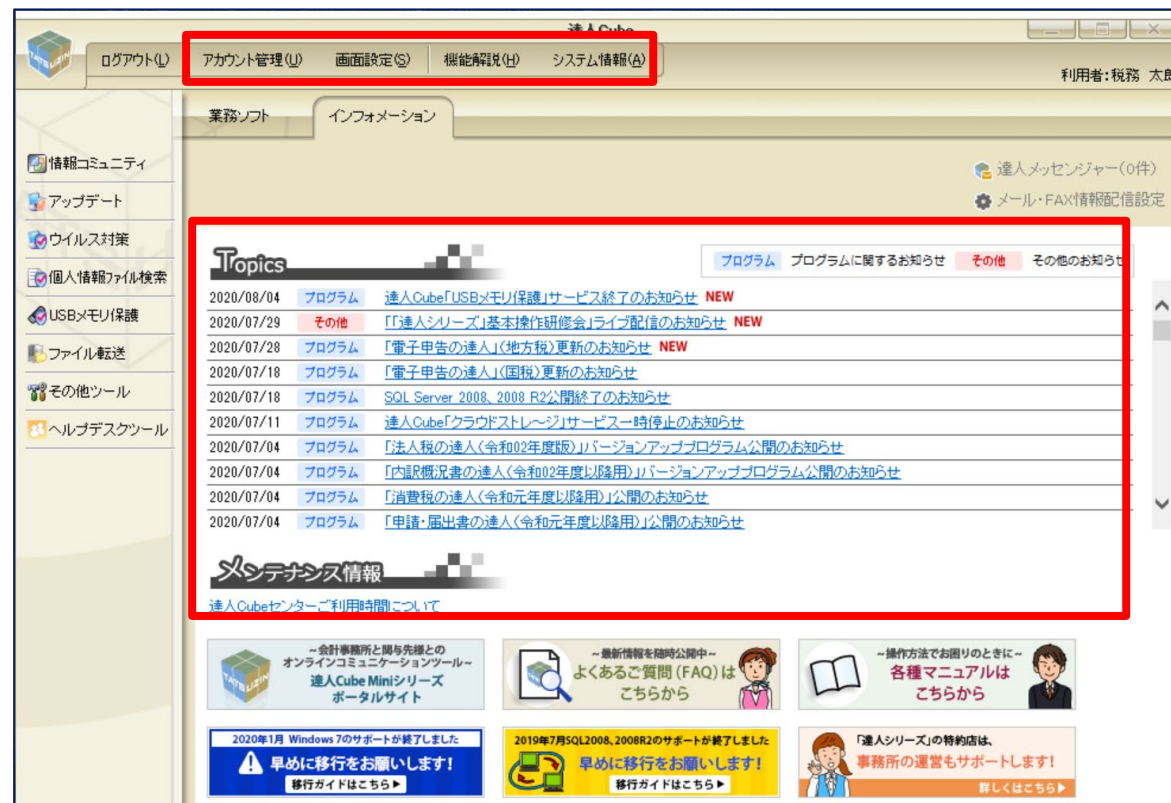 達人Cube
TATSUZIN
ログアウト(L)
アカウント管理(U) 画面設定(S) 機能解説(H) システム情報(A)
利用者:税務 太郎
業務ソフト インフォメーション
情報コミュニティ
アップデート
ウイルス対策
個人情報ファイル検索
USBメモリ保護
ファイル転送
その他ツール
ヘルプデスクツール
達人メッセンジャー(0件)
メール・FAX情報配信設定
Topics
プログラム プログラムに関するお知らせ その他 その他のお知らせ
2020/08/04 プログラム 達人Cube「USBメモリ保護」サービス終了のお知らせ NEW
2020/07/29 その他 「「達人シリーズ」基本操作研修会」ライブ配信のお知らせ NEW
2020/07/28 プログラム 「電子申告の達人」(地方税)更新のお知らせ NEW
2020/07/18 プログラム 「電子申告の達人」(国税)更新のお知らせ
2020/07/18 プログラム SQL Server 2008、2008 R2公開終了のお知らせ
2020/07/11 プログラム 達人Cube「クラウドストレージ」サービス一時停止のお知らせ
2020/07/04 プログラム 「法人税の達人(令和02年度版)」バージョンアッププログラム公開のお知らせ
2020/07/04 プログラム 「内訳概況書の達人(令和02年度以降用)」バージョンアッププログラム公開のお知らせ
2020/07/04 プログラム 「消費税の達人(令和元年度以降用)」公開のお知らせ
2020/07/04 プログラム 「申請・届出書の達人(令和元年度以降用)」公開のお知らせ
メンテナンス情報
達人Cubeセンターご利用時間について
~会計事務所と関与先様との
オンラインコミュニケーションツール~
達人Cube Miniシリーズ
ポータルサイト
TATSUZIN
~最新情報を随時公開中~
よくあるご質問(FAQ)は
こちらから
~操作方法でお困りのときに~
各種マニュアルは
こちらから
2020年1月 Windows 7のサポートが終了しました
早めに移行をお願いします!
移行ガイドはこちら▶
2019年7月SQL2008、2008R2のサポートが終了しました
早めに移行をお願いします!
移行ガイドはこちら▶
「達人シリーズ」の特約店は、
事務所の運営もサポートします!
詳しくはこちら▶